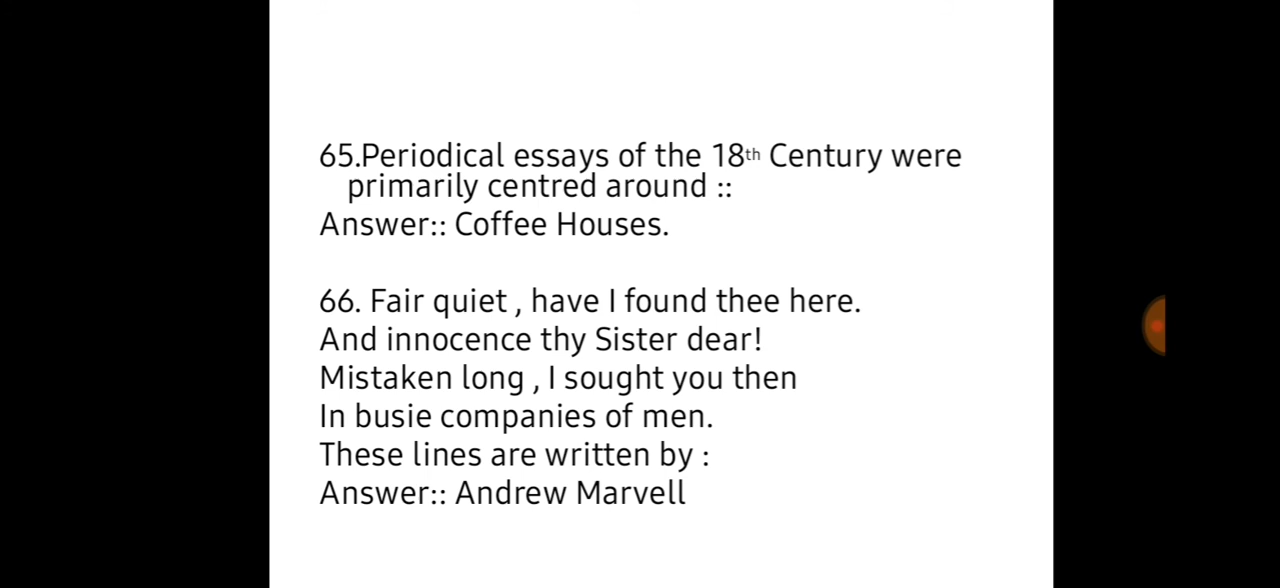 65.Periodical essays of the 18th Century were
primarily centred around ::
Answer:: Coffee Houses.
66. Fair quiet , have I found thee here.
And innocence thy Sister dear!
Mistaken long , I sought you then
In busie companies of men.
These lines are written by :
Answer:: Andrew Marvell